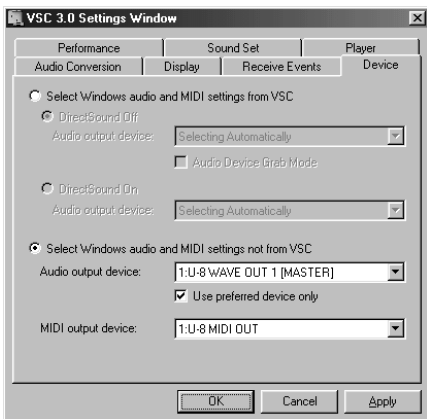 VSC 3.0 Settings Window
Performance Sound Set Player
Audio Conversion Display Receive Events Device
Select Windows audio and MIDI settings from VSC
DirectSound Off
Audio output device: Selecting Automatically
Audio Device Grab Mode
DirectSound On
Audio output device: Selecting Automatically
Select Windows audio and MIDI settings not from VSC
Audio output device: 1:U-8 WAVE OUT 1 [MASTER]
Use preferred device only
MIDI output device: 1:U-8 MIDI OUT
OK Cancel Apply